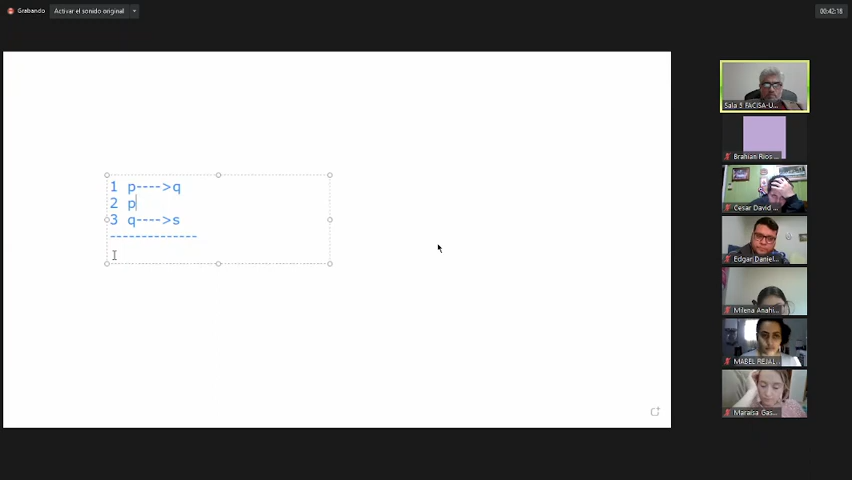 Grabando
Activar el sonido original
00:42:18
1 p---->q
2 p
3 q---->s
--------------
Sala 5 FACISA-U...
Brahian Rios ...
Cesar David ...
Edgar Daniel...
Milena Anahi...
MABEL REJAL...
Maraisa Gas...